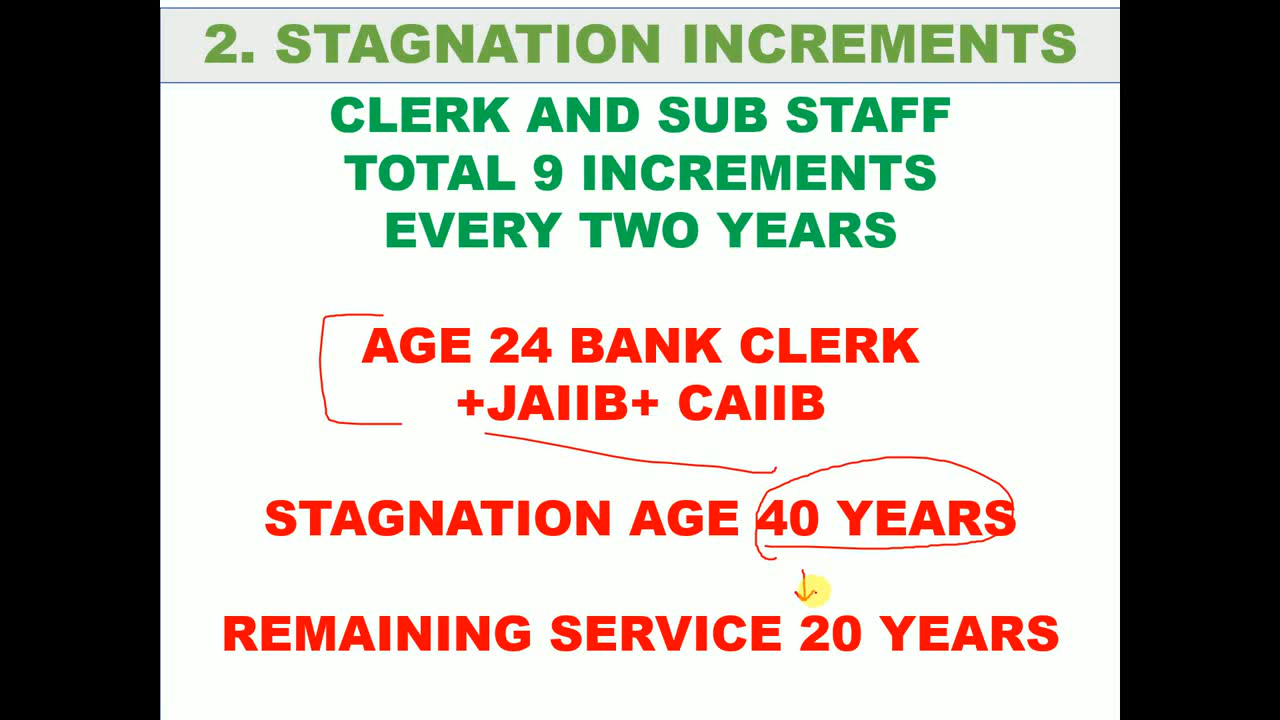 2. STAGNATION INCREMENTS
CLERK AND SUB STAFF
TOTAL 9 INCREMENTS
EVERY TWO YEARS
AGE 24 BANK CLERK
+JAIIB+ CAIIB
STAGNATION AGE 40 YEARS
REMAINING SERVICE 20 YEARS